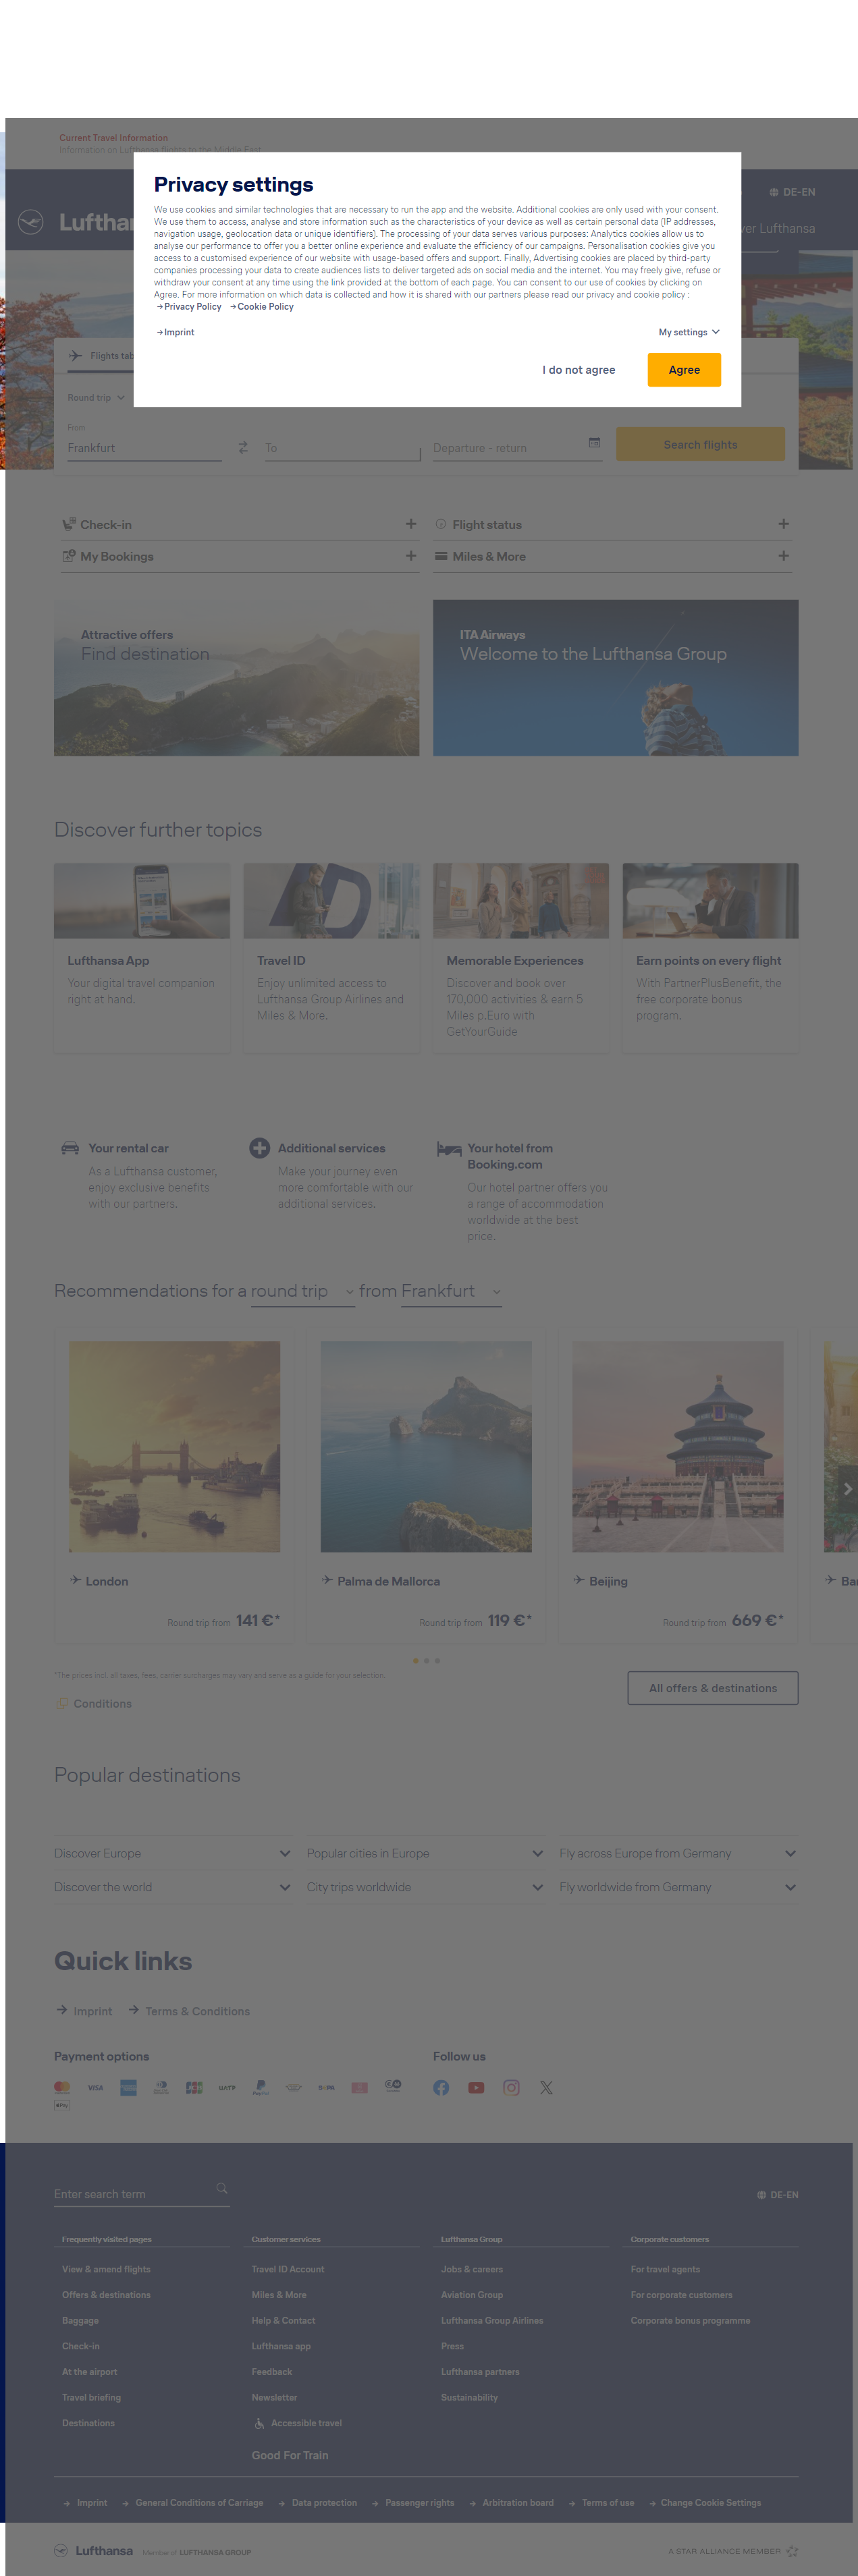 Current Travel Information
Information on Lufthansa flights to the Middle East
DE-EN
Lufthan
ver Lufthansa
Privacy settings
We use cookies and similar technologies that are necessary to run the app and the website. Additional cookies are only used with your consent.
We use them to access, analyse and store information such as the characteristics of your device as well as certain personal data (IP addresses,
navigation usage, geolocation data or unique identifiers). The processing of your data serves various purposes: Analytics cookies allow us to
analyse our performance to offer you a better online experience and evaluate the efficiency of our campaigns. Personalisation cookies give you
access to a customised experience of our website with usage-based offers and support. Finally, Advertising cookies are placed by third-party
companies processing your data to create audiences lists to deliver targeted ads on social media and the internet. You may freely give, refuse or
withdraw your consent at any time using the link provided at the bottom of each page. You can consent to our use of cookies by clicking on
Agree. For more information on which data is collected and how it is shared with our partners please read our privacy and cookie policy :
Privacy Policy Cookie Policy
Imprint My settings
I do not agree Agree
Flights tab
Round trip
From
Frankfurt To Departure - return Search flights
Check-in Flight status
My Bookings Miles & More
Attractive offers
Find destination
ITA Airways
Welcome to the Lufthansa Group
Discover further topics
Lufthansa App
Your digital travel companion
right at hand.
Travel ID
Enjoy unlimited access to
Lufthansa Group Airlines and
Miles & More.
Memorable Experiences
Discover and book over
170,000 activities & earn 5
Miles p.Euro with
GetYourGuide
Earn points on every flight
With PartnerPlusBenefit, the
free corporate bonus
program.
Your rental car
As a Lufthansa customer,
enjoy exclusive benefits
with our partners.
Additional services
Make your journey even
more comfortable with our
additional services.
Your hotel from
Booking.com
Our hotel partner offers you
a range of accommodation
worldwide at the best
price.
Recommendations for a round trip from Frankfurt
London
Round trip from 141 €*
Palma de Mallorca
Round trip from 119 €*
Beijing
Round trip from 669 €*
Bar
*The prices incl. all taxes, fees, carrier surcharges may vary and serve as a guide for your selection.
All offers & destinations
Conditions
Popular destinations
Discover Europe Popular cities in Europe Fly across Europe from Germany
Discover the world City trips worldwide Fly worldwide from Germany
Quick links
Imprint Terms & Conditions
Payment options Follow us
VISA UATP PayPal
Pay
Enter search term DE-EN
Frequently visited pages
View & amend flights
Offers & destinations
Baggage
Check-in
At the airport
Travel briefing
Destinations
Customer services
Travel ID Account
Miles & More
Help & Contact
Lufthansa app
Feedback
Newsletter
Accessible travel
Good For Train
Lufthansa Group
Jobs & careers
Aviation Group
Lufthansa Group Airlines
Press
Lufthansa partners
Sustainability
Corporate customers
For travel agents
For corporate customers
Corporate bonus programme
Imprint General Conditions of Carriage Data protection Passenger rights Arbitration board Terms of use Change Cookie Settings
Lufthansa Member of LUFTHANSA GROUP A STAR ALLIANCE MEMBER